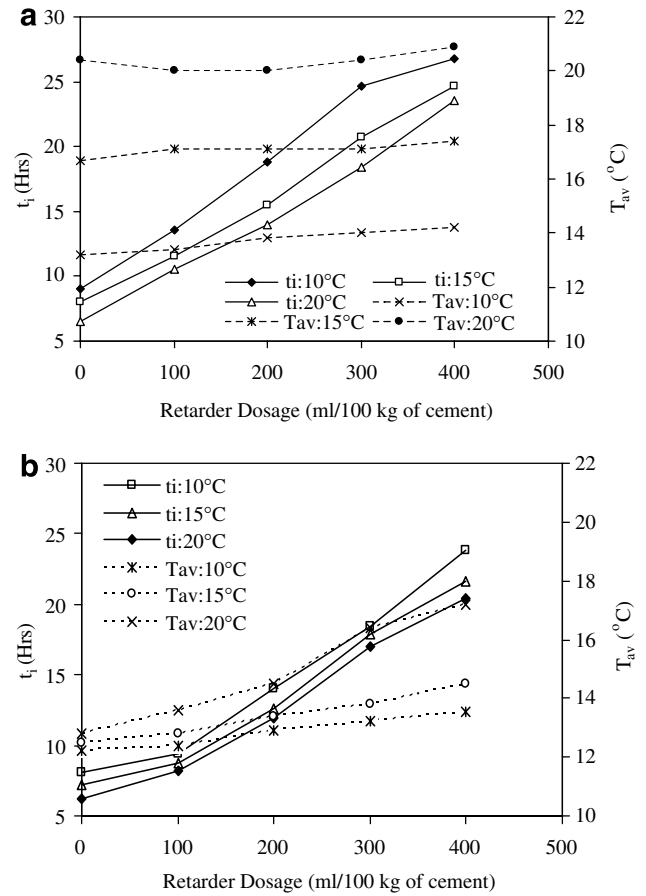 a
30
25
20
15
10
5
t_i (Hrs)
22
20
18
16
14
12
10
T_av (°C)
ti:10°C
ti:15°C
ti:20°C
Tav:10°C
Tav:15°C
Tav:20°C
0 100 200 300 400 500
Retarder Dosage (ml/100 kg of cement)
b
30
25
20
15
10
5
t_i (Hrs)
22
20
18
16
14
12
10
T_av (°C)
ti:10°C
ti:15°C
ti:20°C
Tav:10°C
Tav:15°C
Tav:20°C
0 100 200 300 400 500
Retarder Dosage (ml/100 kg of cement)